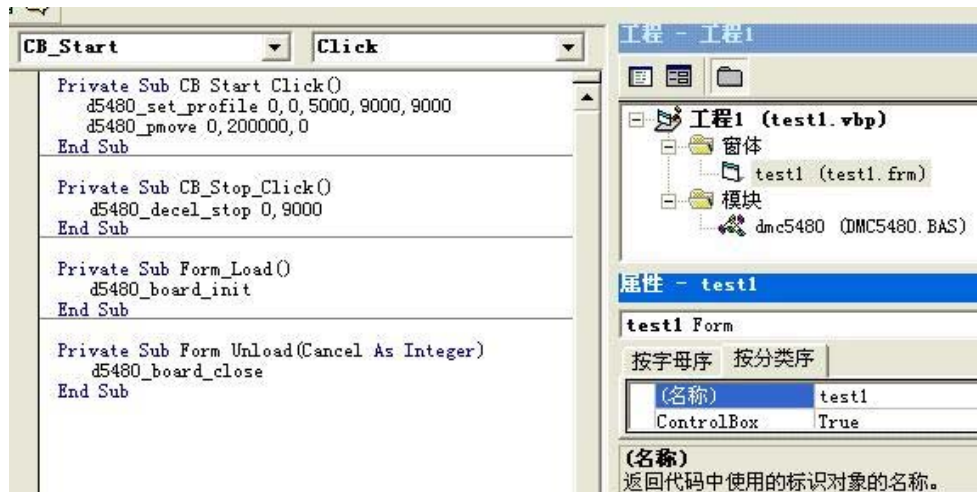 CB_Start
Click
Private Sub CB Start Click()
d5480_set_profile 0,0,5000,9000,9000
d5480_pmove 0,200000,0
End Sub
Private Sub CB_Stop_Click()
d5480_decel_stop 0,9000
End Sub
Private Sub Form_Load()
d5480_board_init
End Sub
Private Sub Form Unload(Cancel As Integer)
d5480_board_close
End Sub
工程 - 工程1
工程1 (test1.vbp)
窗体
test1 (test1.frm)
模块
dmc5480 (DMC5480.BAS)
属性 - test1
test1 Form
按字母序 按分类序
(名称) test1
ControlBox True
(名称)
返回代码中使用的标识对象的名称。